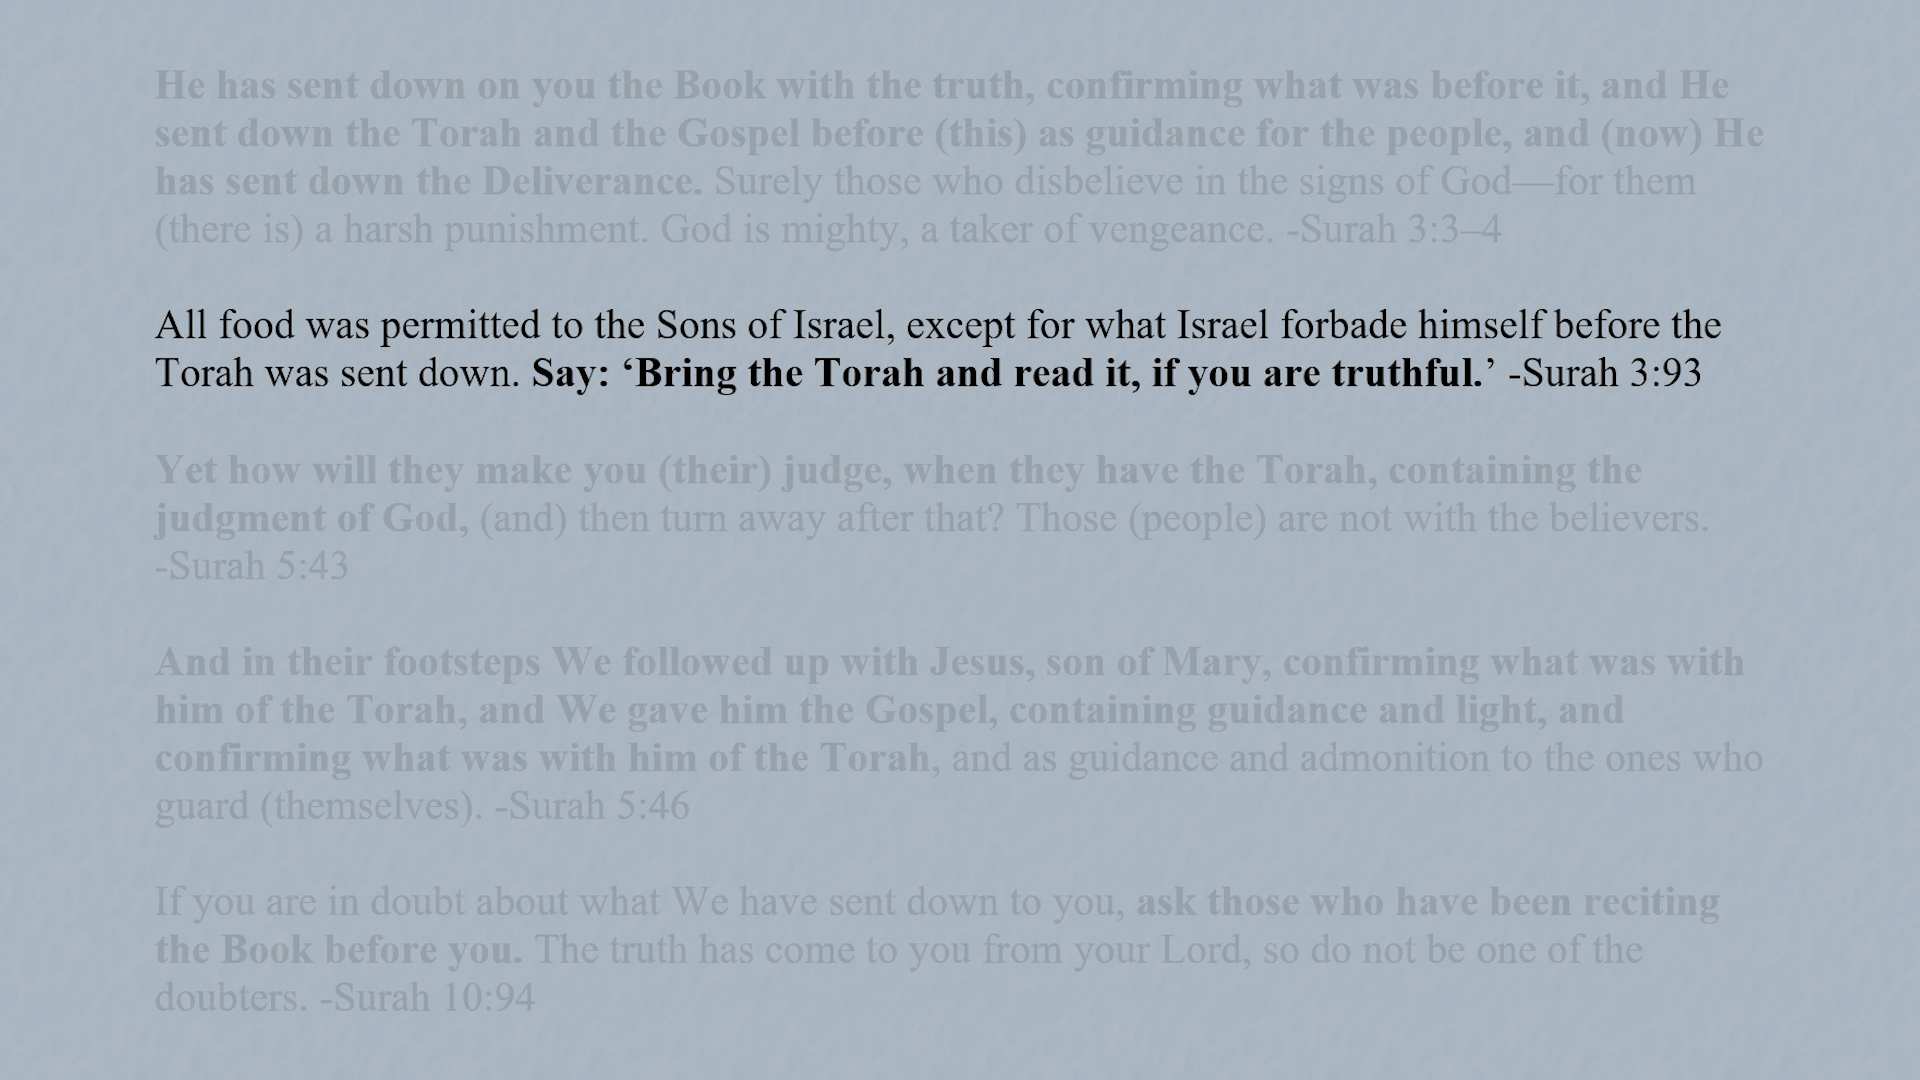 He has sent down on you the Book with the truth, confirming what was before it, and He
sent down the Torah and the Gospel before (this) as guidance for the people, and (now) He
has sent down the Deliverance. Surely those who disbelieve in the signs of God—for them
(there is) a harsh punishment. God is mighty, a taker of vengeance. -Surah 3:3–4
All food was permitted to the Sons of Israel, except for what Israel forbade himself before the
Torah was sent down. Say: ‘Bring the Torah and read it, if you are truthful.’ -Surah 3:93
Yet how will they make you (their) judge, when they have the Torah, containing the
judgment of God, (and) then turn away after that? Those (people) are not with the believers.
-Surah 5:43
And in their footsteps We followed up with Jesus, son of Mary, confirming what was with
him of the Torah, and We gave him the Gospel, containing guidance and light, and
confirming what was with him of the Torah, and as guidance and admonition to the ones who
guard (themselves). -Surah 5:46
If you are in doubt about what We have sent down to you, ask those who have been reciting
the Book before you. The truth has come to you from your Lord, so do not be one of the
doubters. -Surah 10:94